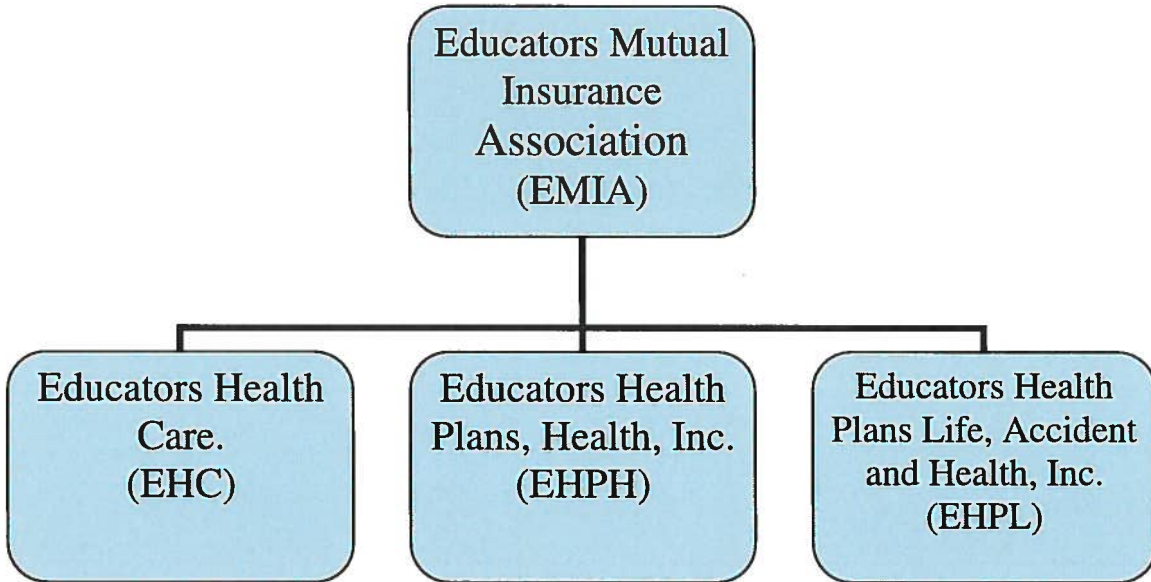 Educators Mutual
Insurance
Association
(EMIA)
Educators Health
Care.
(EHC)
Educators Health
Plans, Health, Inc.
(EHPH)
Educators Health
Plans Life, Accident
and Health, Inc.
(EHPL)